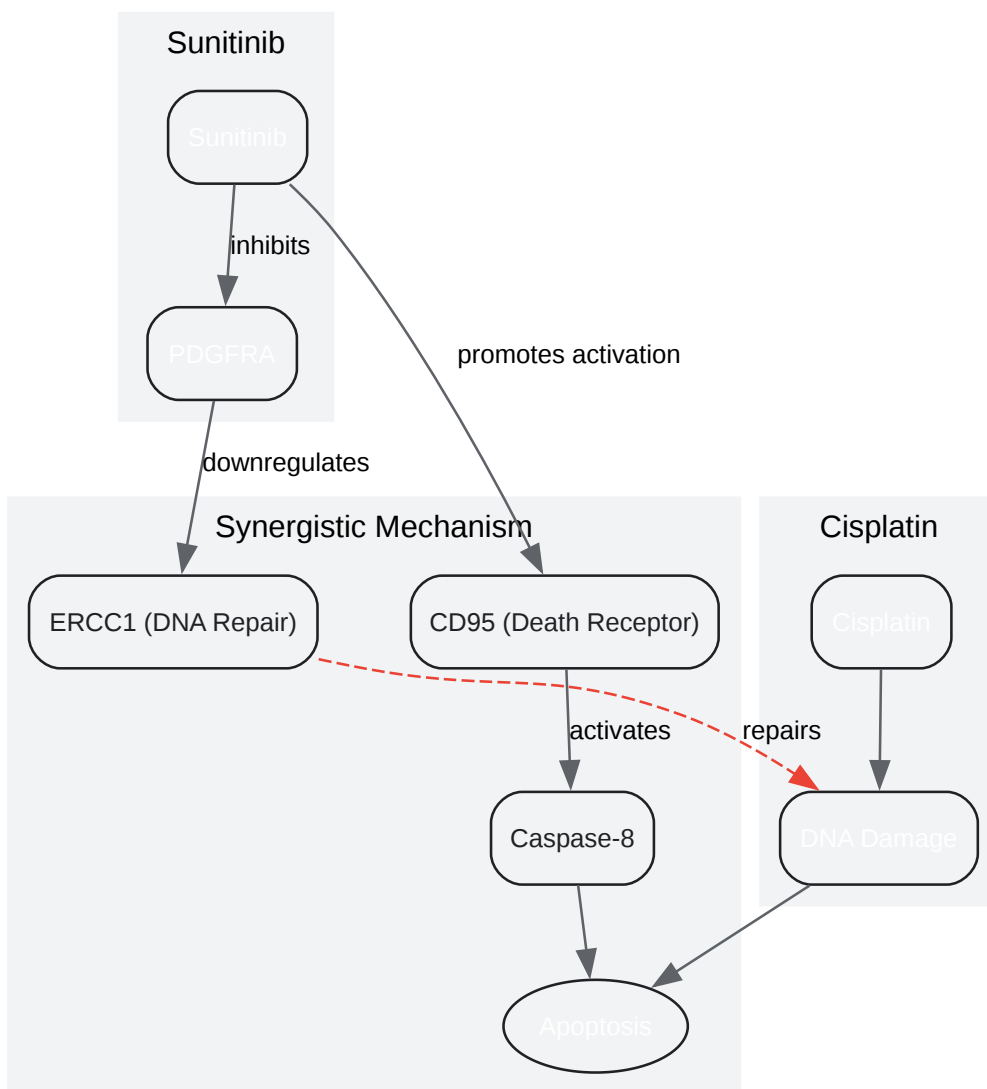 Sunitinib
Sunitinib
inhibits
PDGFRA
promotes activation
downregulates
Synergistic Mechanism
Cisplatin
ERCC1 (DNA Repair)
CD95 (Death Receptor)
Cisplatin
activates
repairs
Caspase-8
DNA Damage
Apoptosis